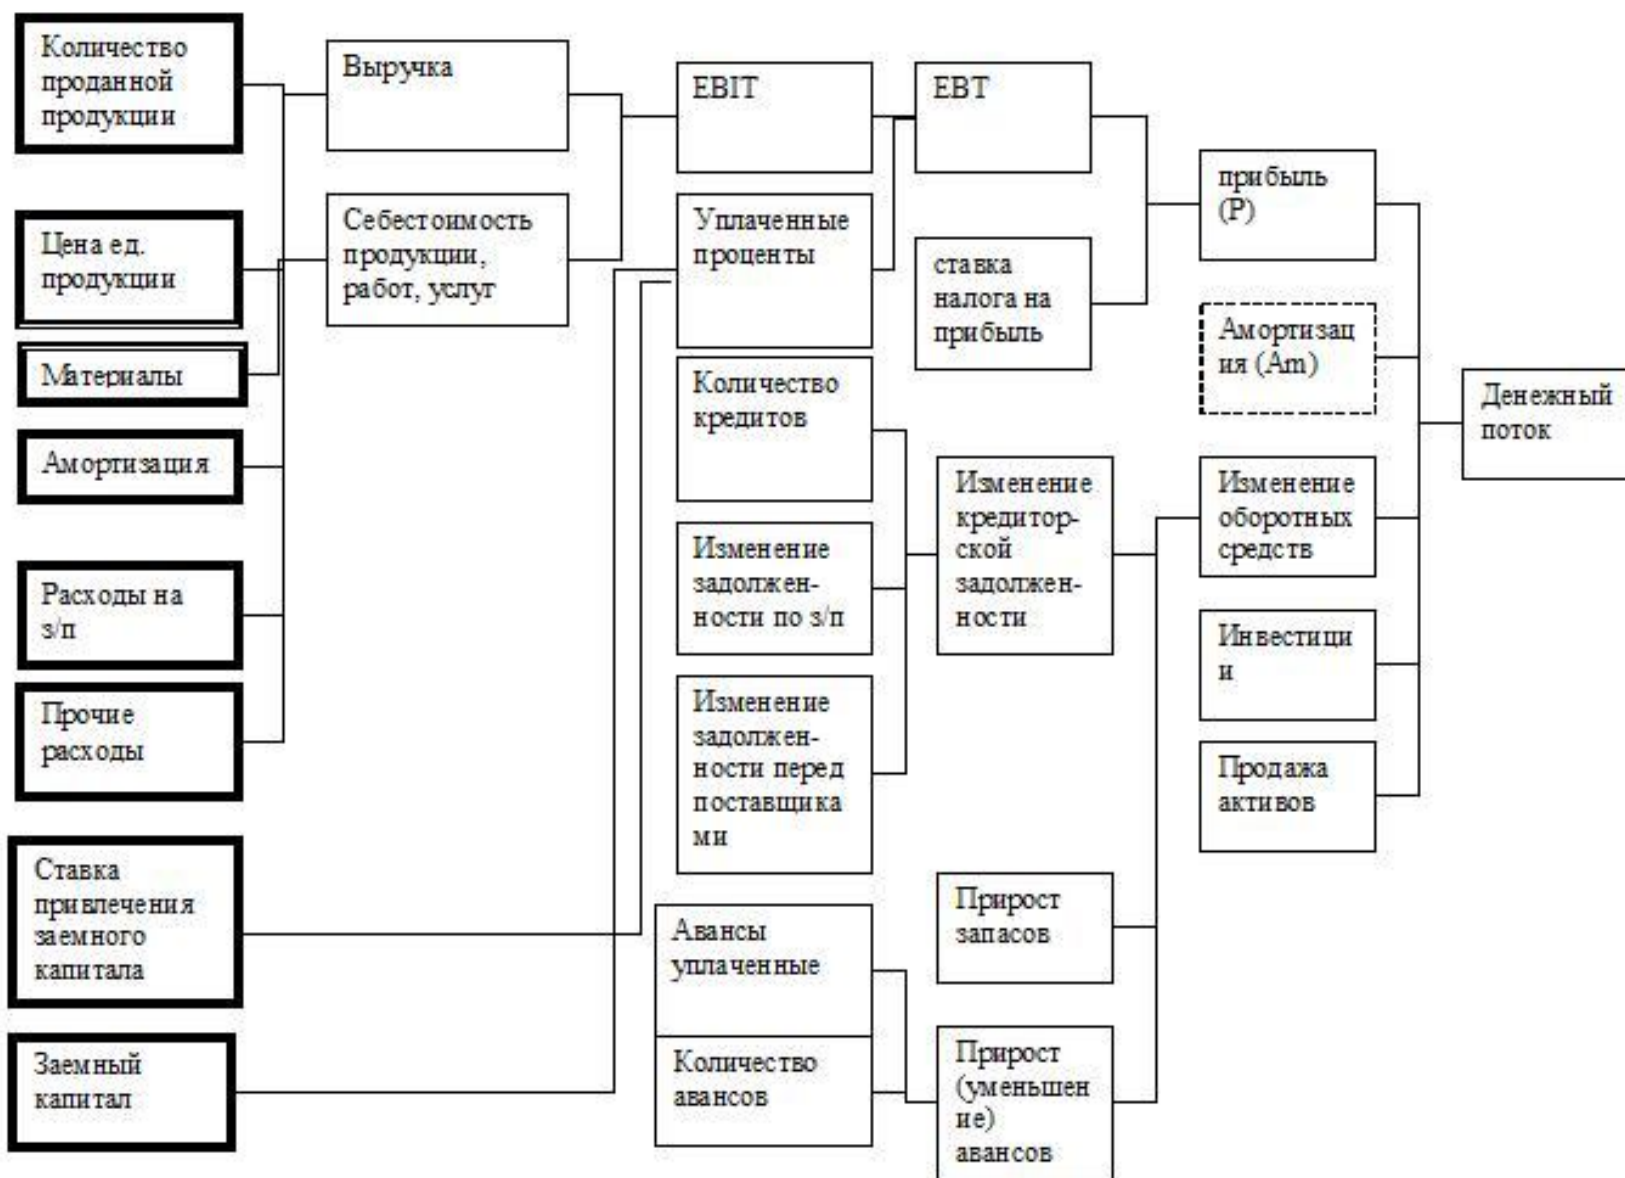 Количество
проданной
продукции
Цена ед.
продукции
Материалы
Амортизация
Расходы на
з/п
Прочие
расходы
Ставка
привлечения
заемного
капитала
Заемный
капитал
Выручка
Себестоимость
продукции,
работ, услуг
EBIT
Уплаченные
проценты
Количество
кредитов
Изменение
задолжен-
ности по з/п
Изменение
задолжен-
ности перед
поставщика
ми
Авансы
уплаченные
Количество
авансов
EBT
ставка
налога на
прибыль
Изменение
кредитор-
ской
задолжен-
ности
Прирост
запасов
Прирост
(уменьшен
ие)
авансов
прибыль
(P)
Амортизац
ия (Am)
Изменение
оборотных
средств
Инвестици
и
Продажа
активов
Денежный
поток